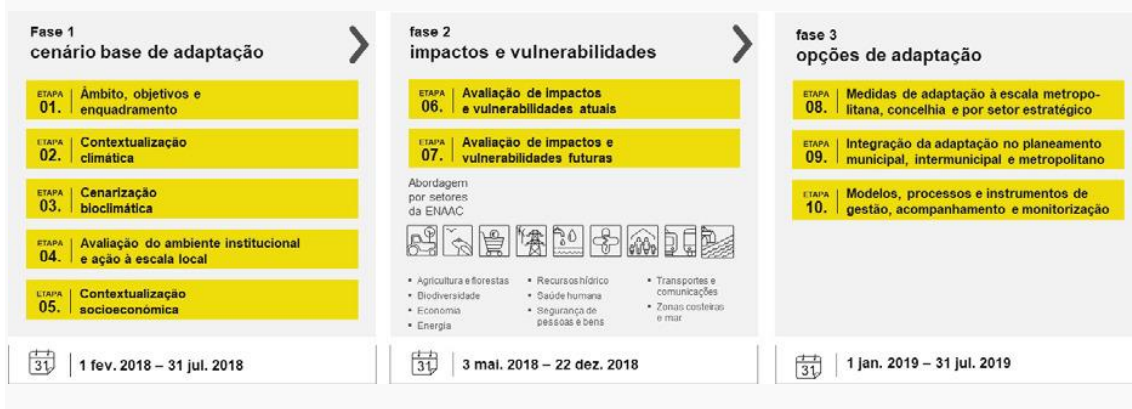 Fase 1
cenário base de adaptação
ETAPA 01. Âmbito, objetivos e
enquadramento
ETAPA 02. Contextualização
climática
ETAPA 03. Cenarização
bioclimática
ETAPA 04. Avaliação do ambiente institucional
e ação à escala local
ETAPA 05. Contextualização
socioeconómica
31 1 fev. 2018 – 31 jul. 2018
fase 2
impactos e vulnerabilidades
ETAPA 06. Avaliação de impactos
e vulnerabilidades atuais
ETAPA 07. Avaliação de impactos e
vulnerabilidades futuras
Abordagem
por setores
da ENAAC
▪ Agricultura e florestas
▪ Biodiversidade
▪ Economia
▪ Energia
▪ Recursos hídrico
▪ Saúde humana
▪ Segurança de
pessoas e bens
▪ Transportes e
comunicações
▪ Zonas costeiras
e mar
31 3 mai. 2018 – 22 dez. 2018
fase 3
opções de adaptação
ETAPA 08. Medidas de adaptação à escala metropo-
litana, concelhia e por setor estratégico
ETAPA 09. Integração da adaptação no planeamento
municipal, intermunicipal e metropolitano
ETAPA 10. Modelos, processos e instrumentos de
gestão, acompanhamento e monitorização
31 1 jan. 2019 – 31 jul. 2019